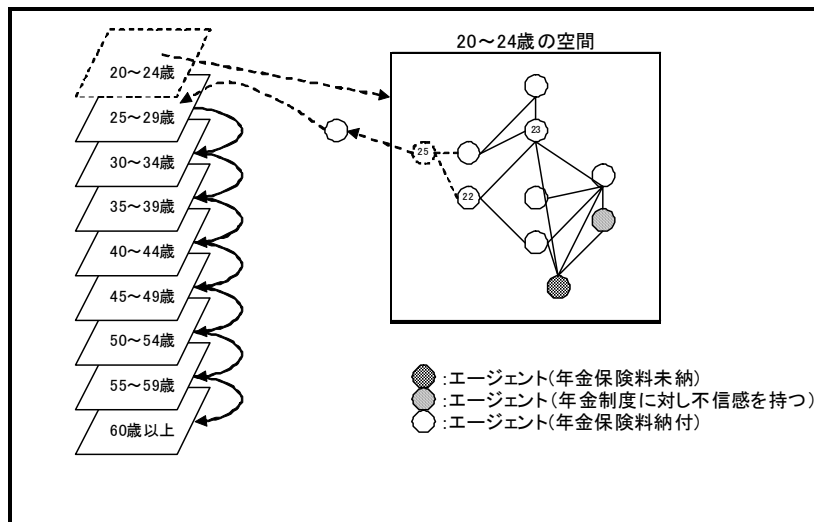 20～24歳
25～29歳
30～34歳
35～39歳
40～44歳
45～49歳
50～54歳
55～59歳
60歳以上
20～24歳の空間
23
25
22
:エージェント(年金保険料未納)
:エージェント(年金制度に対し不信感を持つ)
:エージェント(年金保険料納付)